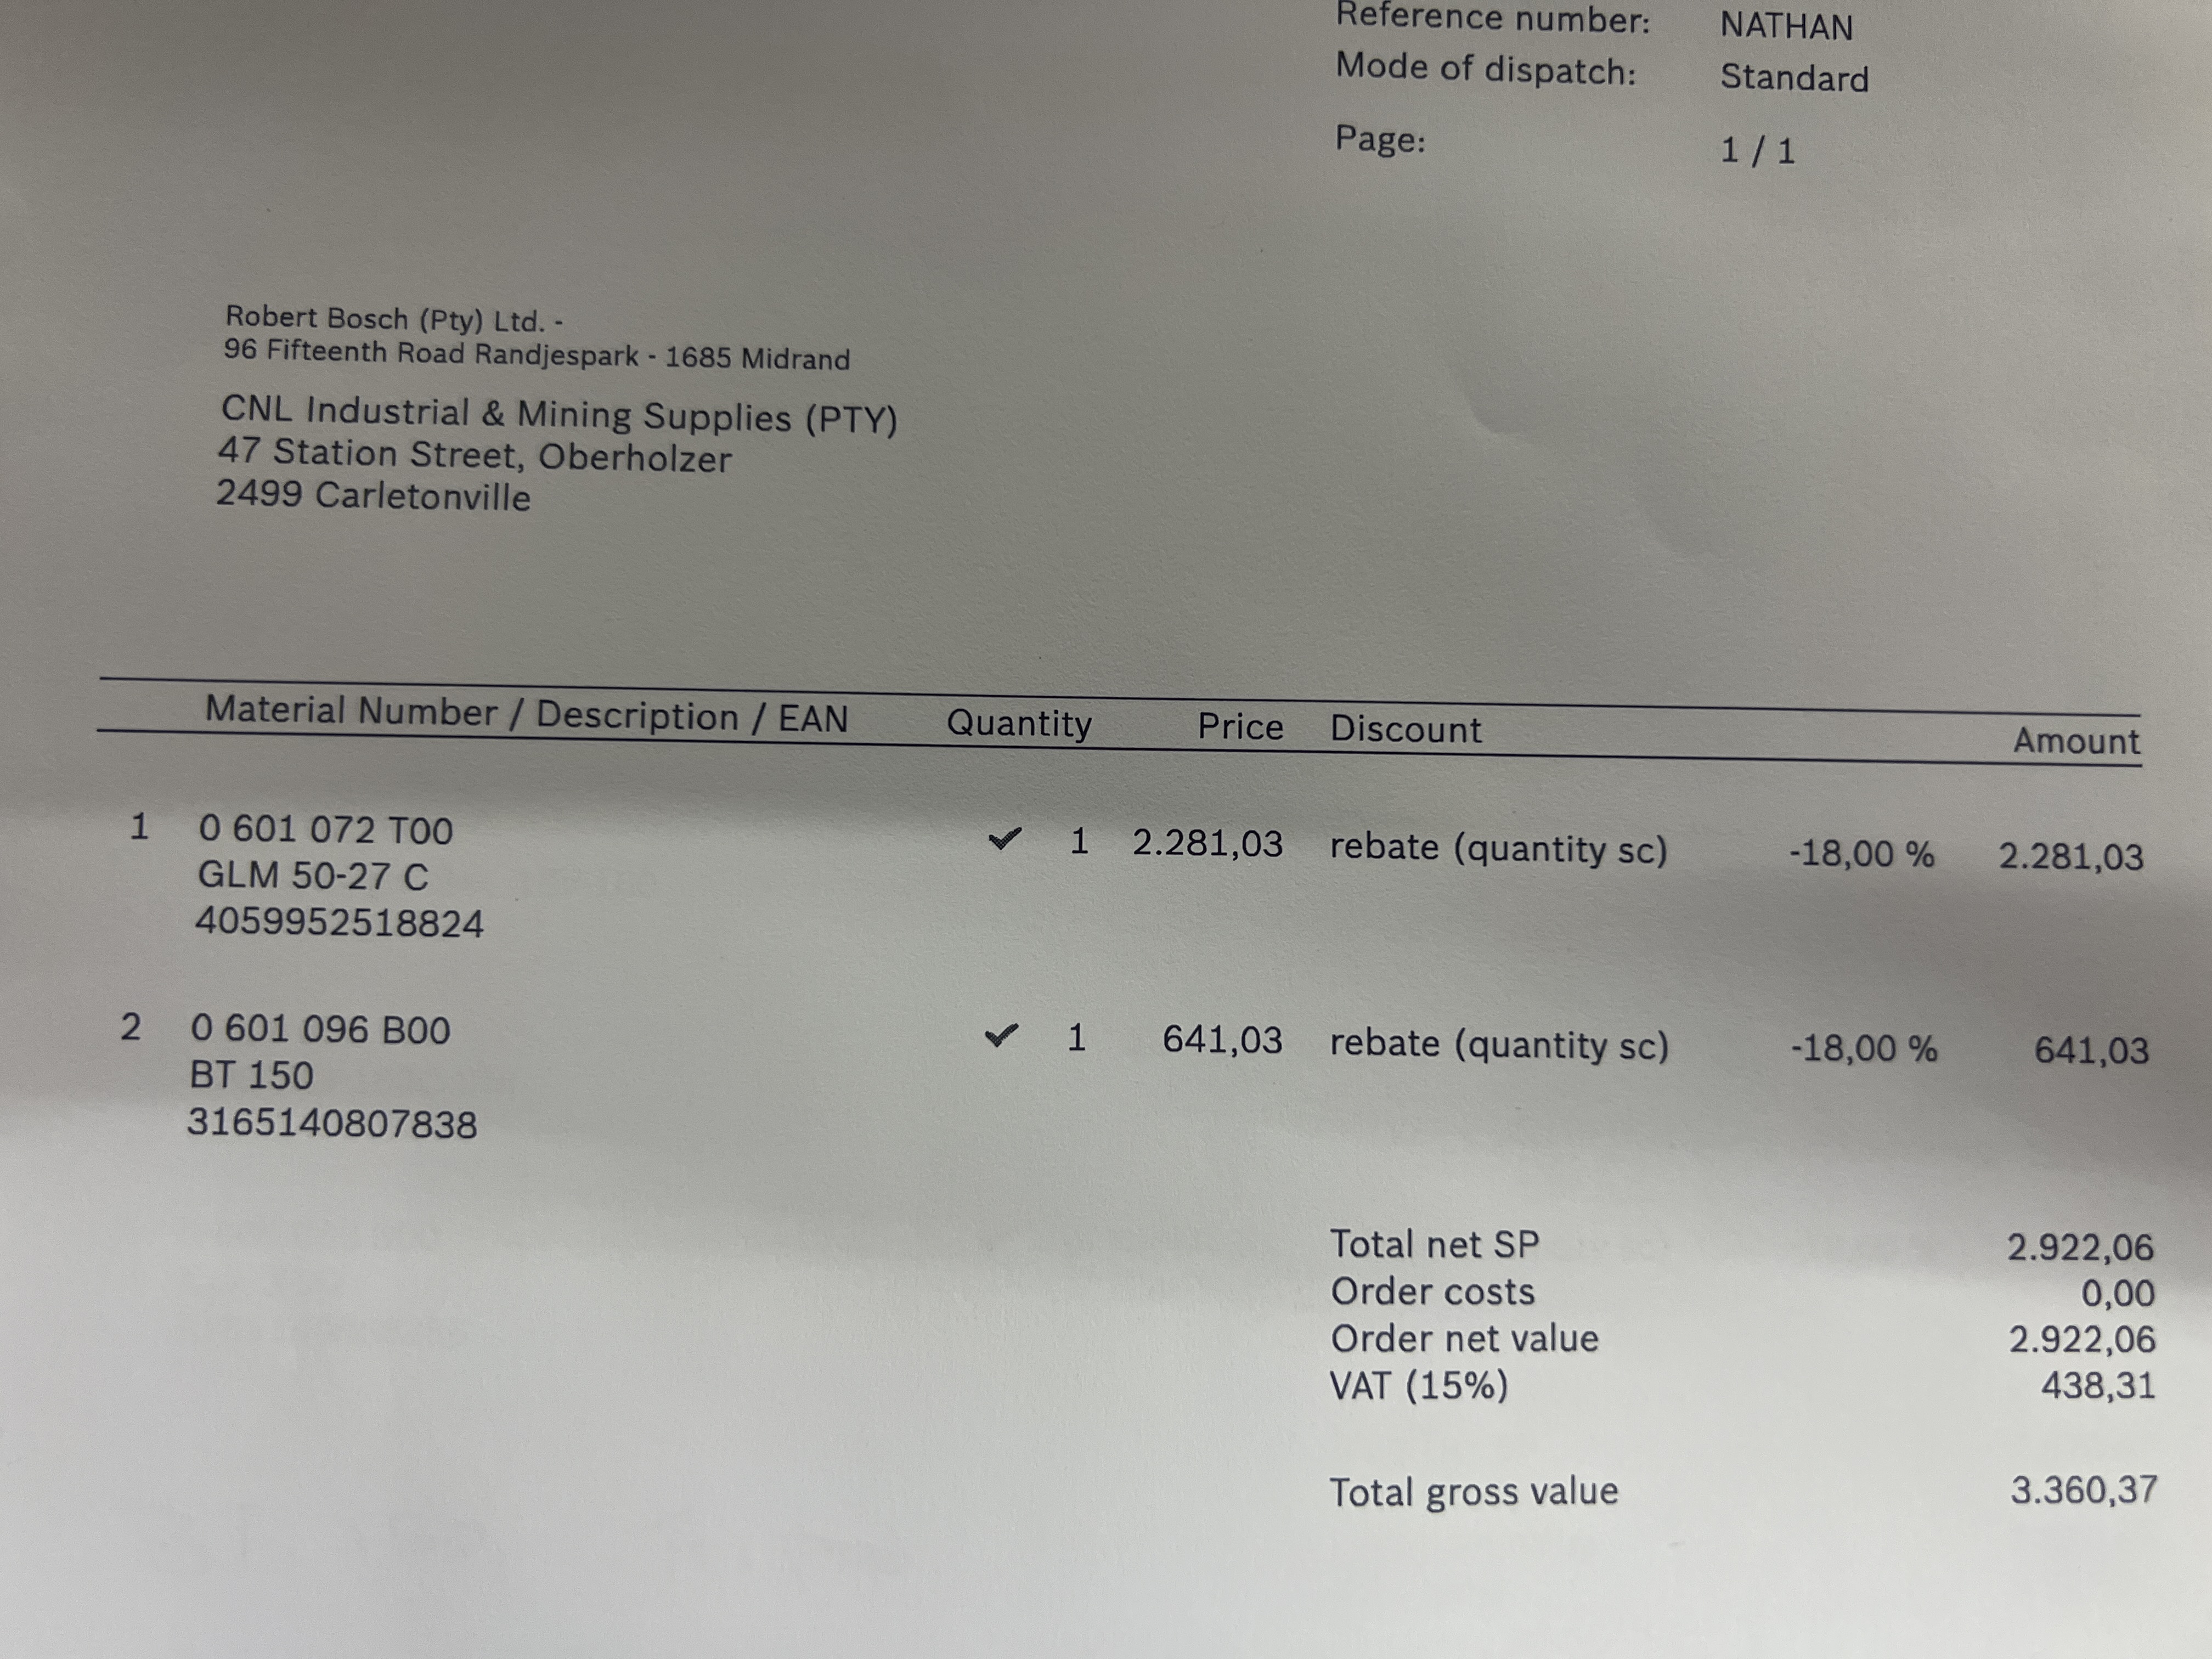 Reference number: NATHAN
Mode of dispatch: Standard
Page: 1 / 1
Robert Bosch (Pty) Ltd. -
96 Fifteenth Road Randjespark - 1685 Midrand
CNL Industrial & Mining Supplies (PTY)
47 Station Street, Oberholzer
2499 Carletonville
Material Number / Description / EAN Quantity Price Discount Amount
1 0 601 072 T00 ✔ 1 2.281,03 rebate (quantity sc) -18,00 % 2.281,03
GLM 50-27 C
4059952518824
2 0 601 096 B00 ✔ 1 641,03 rebate (quantity sc) -18,00 % 641,03
BT 150
3165140807838
Total net SP 2.922,06
Order costs 0,00
Order net value 2.922,06
VAT (15%) 438,31
Total gross value 3.360,37